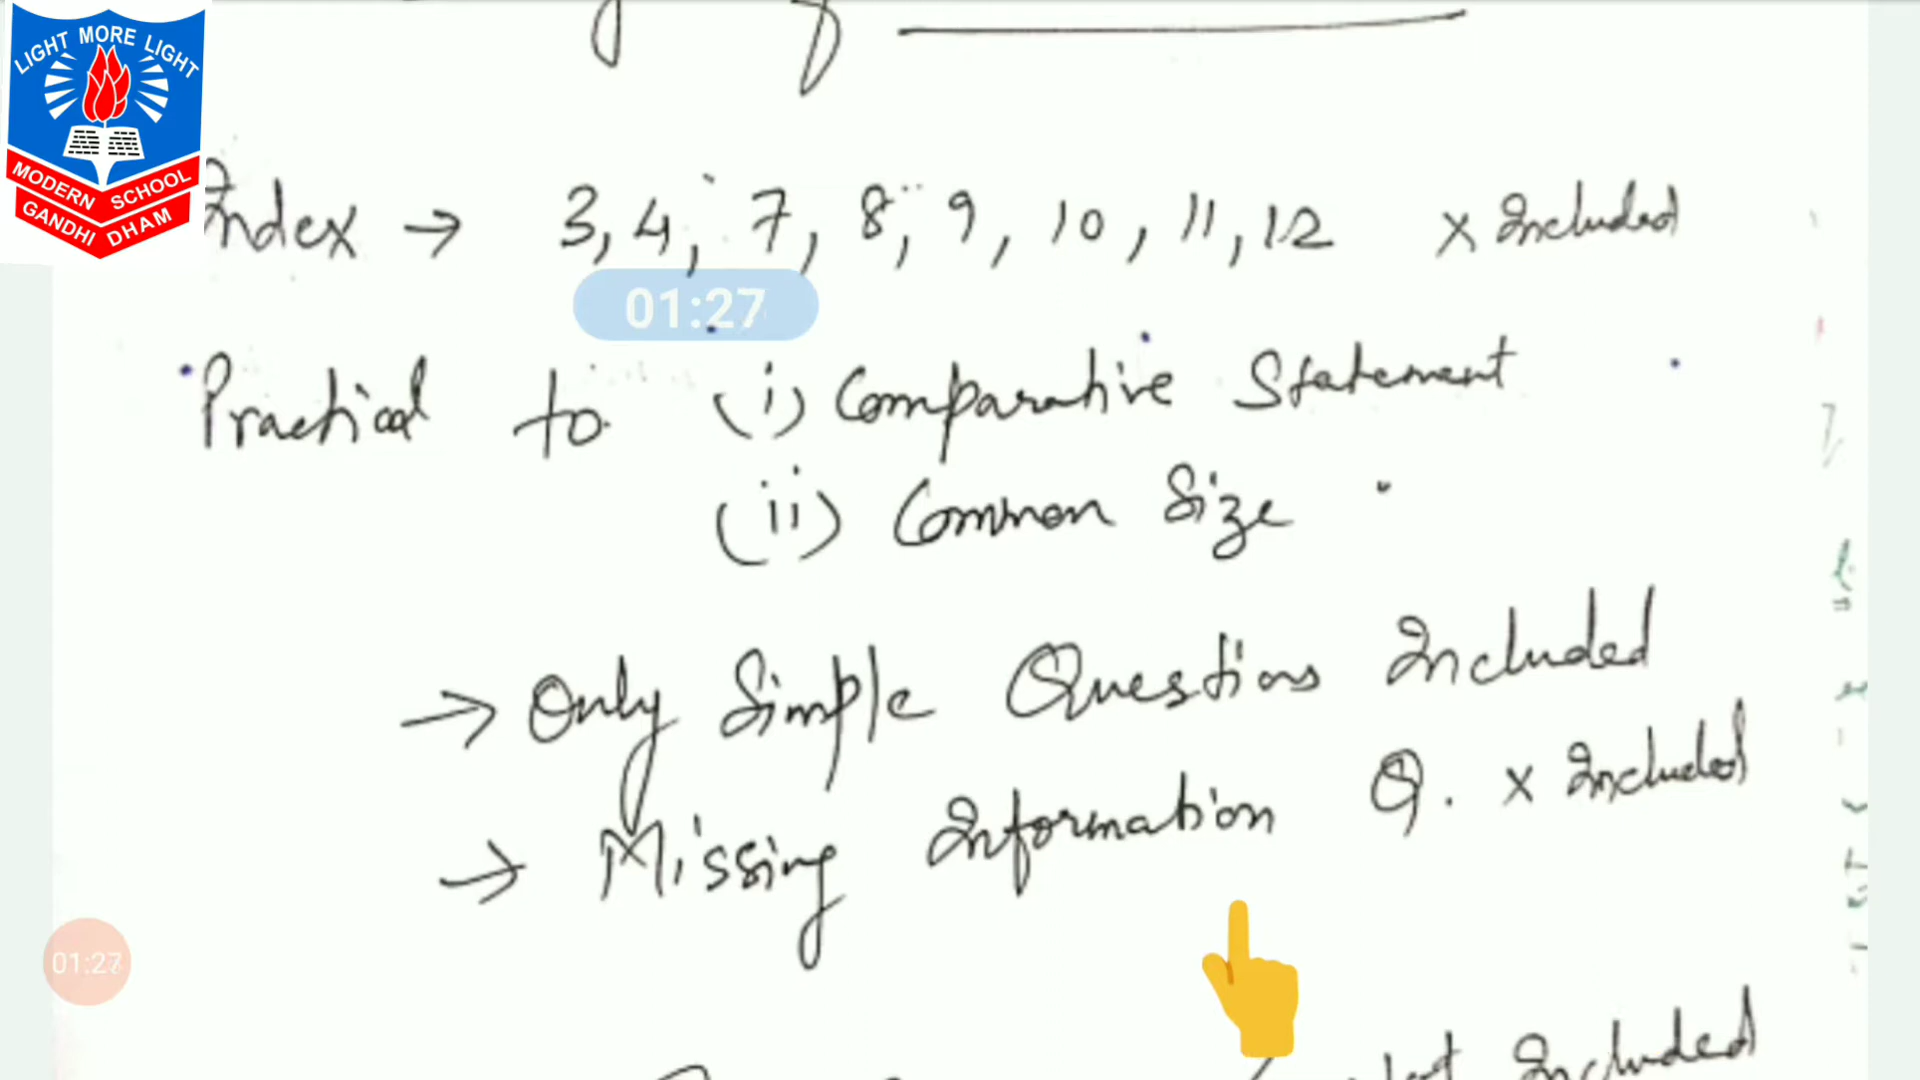 LIGHT MORE LIGHT
MODERN SCHOOL
GANDHI DHAM
Index → 3, 4, 7, 8, 9, 10, 11, 12 x Included
01:27
Practical to (i) Comparative Statement
(ii) Common Size
→ Only Simple Questions Included
→ Missing Information Q. x Included
01:27
Included